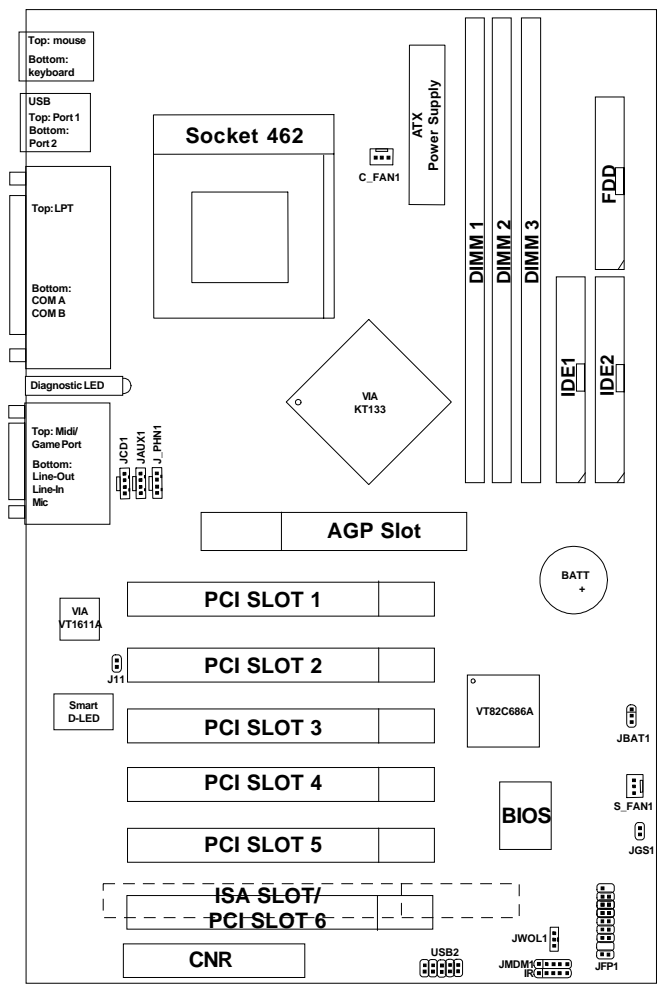 Top: mouse
Bottom:
keyboard
USB
Top: Port 1
Bottom:
Port 2
Socket 462
C_FAN1
ATX
Power Supply
DIMM 1
DIMM 2
DIMM 3
FDD
IDE1
IDE2
Top: LPT
Bottom:
COM A
COM B
Diagnostic LED
VIA
KT133
Top: Midi/
Game Port
Bottom:
Line-Out
Line-In
Mic
JCD1
JAUX1
J_PHN1
AGP Slot
BATT
+
PCI SLOT 1
VIA
VT1611A
PCI SLOT 2
J11
Smart
D-LED
PCI SLOT 3
VT82C686A
JBAT1
PCI SLOT 4
S_FAN1
BIOS
PCI SLOT 5
JGS1
ISA SLOT/
PCI SLOT 6
CNR
USB2
JWOL1
JMDM1
IR
JFP1